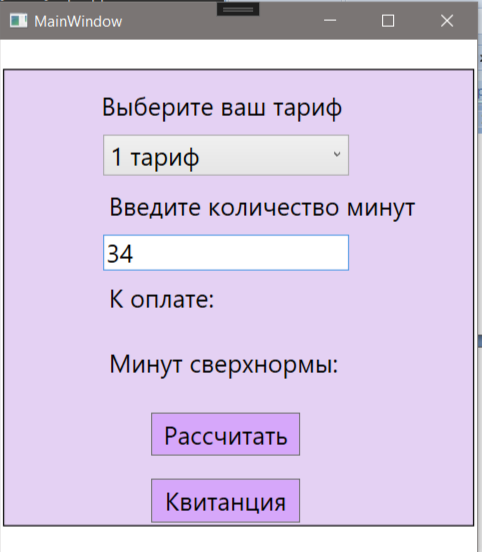 MainWindow
Выберите ваш тариф
1 тариф
Введите количество минут
34
К оплате:
Минут сверхнормы:
Рассчитать
Квитанция